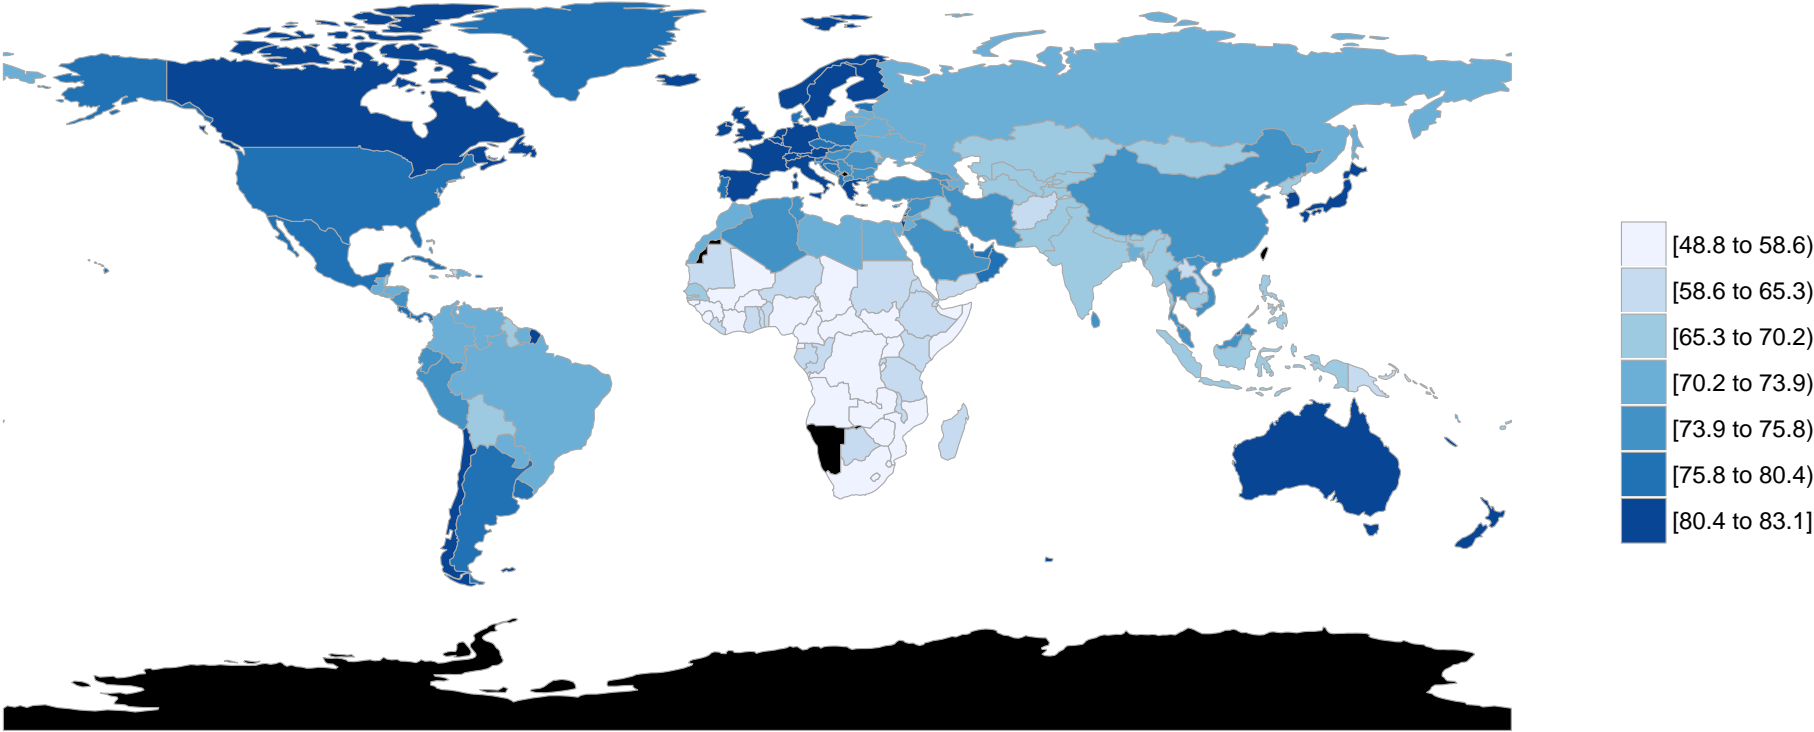 [48.8 to 58.6)
[58.6 to 65.3)
[65.3 to 70.2)
[70.2 to 73.9)
[73.9 to 75.8)
[75.8 to 80.4)
[80.4 to 83.1]